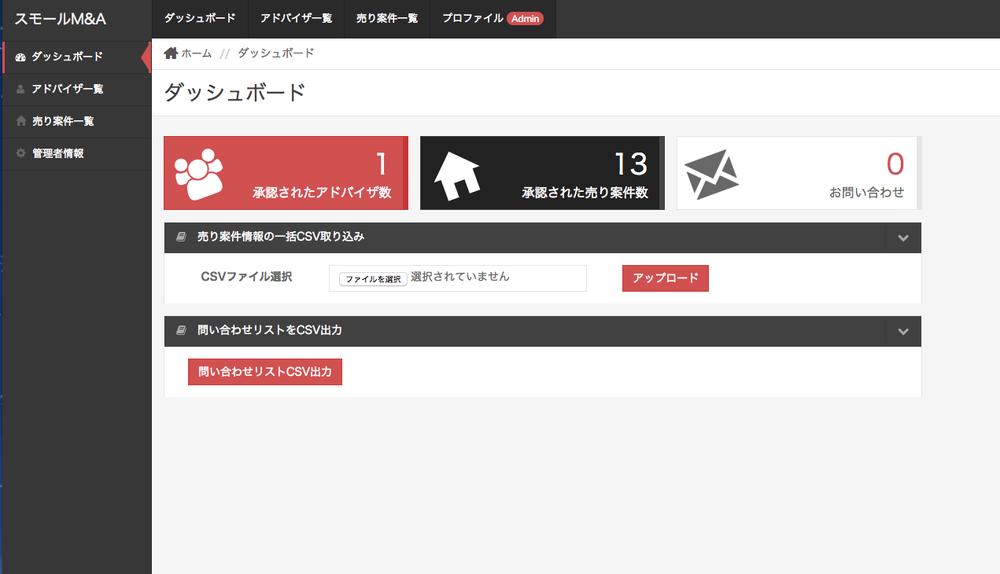 スモールM&A
ダッシュボード アドバイザ一覧 売り案件一覧 プロファイル Admin
ダッシュボード
アドバイザ一覧
売り案件一覧
管理者情報
ホーム // ダッシュボード
ダッシュボード
1
承認されたアドバイザ数
13
承認された売り案件数
0
お問い合わせ
売り案件情報の一括CSV取り込み
CSVファイル選択 ファイルを選択 選択されていません アップロード
問い合わせリストをCSV出力
問い合わせリストCSV出力